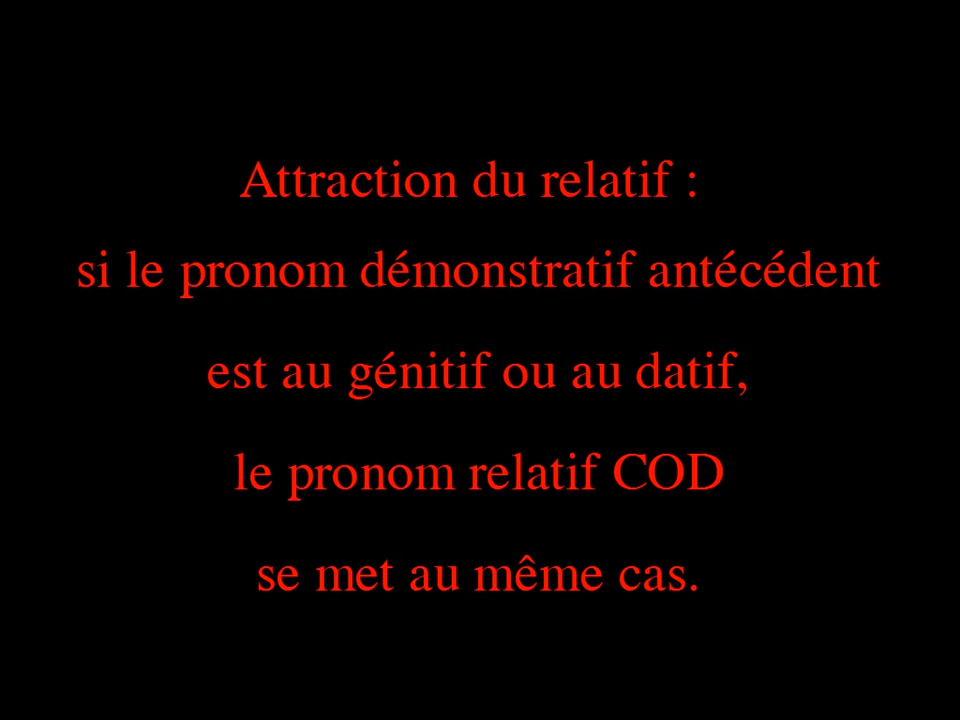 Attraction du relatif :
si le pronom démonstratif antécédent
est au génitif ou au datif,
le pronom relatif COD
se met au même cas.